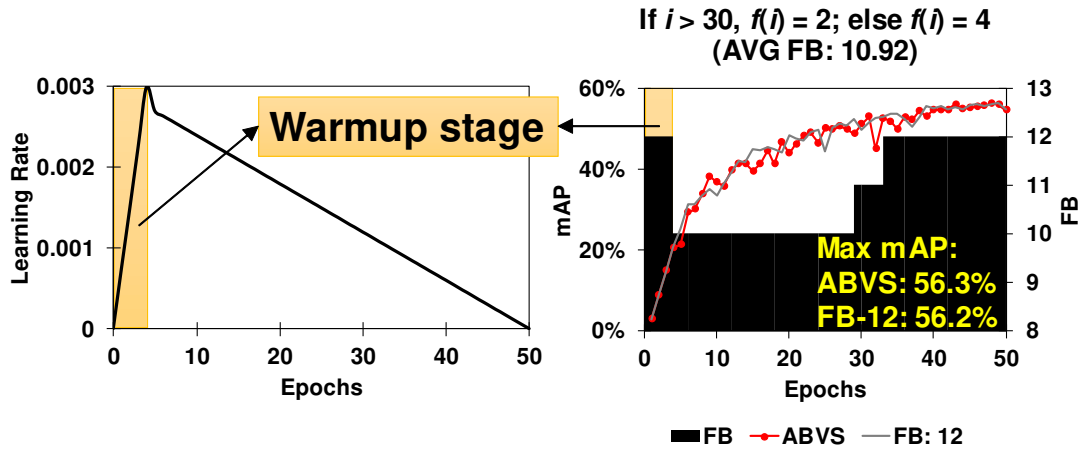 If i > 30, f(i) = 2; else f(i) = 4
(AVG FB: 10.92)
Learning Rate
0.003
0.002
0.001
0
0 10 20 30 40 50
Epochs
Warmup stage
mAP
60%
40%
20%
0%
13
12
11
10
9
8
FB
Max mAP:
ABVS: 56.3%
FB-12: 56.2%
0 10 20 30 40 50
Epochs
FB ABVS FB: 12